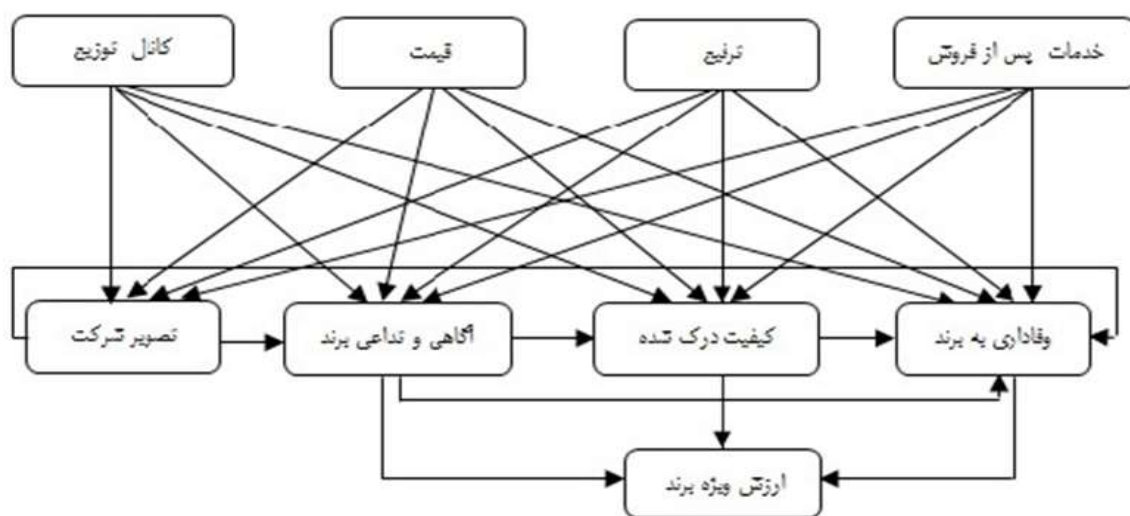 خدمات پس از فروش
ترفیع
قیمت
کانال توزیع
وفاداری به برند
کیفیت درک شده
آگاهی و تداعی برند
تصویر شرکت
ارزش ویژه برند